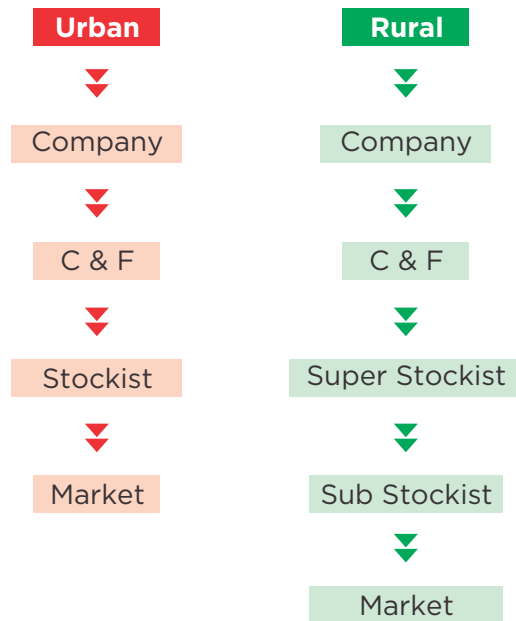 Urban
Company
C & F
Stockist
Market
Rural
Company
C & F
Super Stockist
Sub Stockist
Market